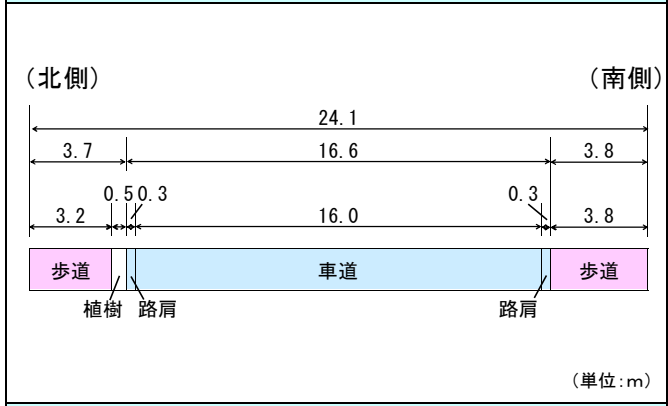 （北側） （南側）
24.1
3.7 16.6 3.8
0.5 0.3 0.3
3.2 16.0 3.8
歩道 車道 歩道
植樹 路肩 路肩
（単位：ｍ）